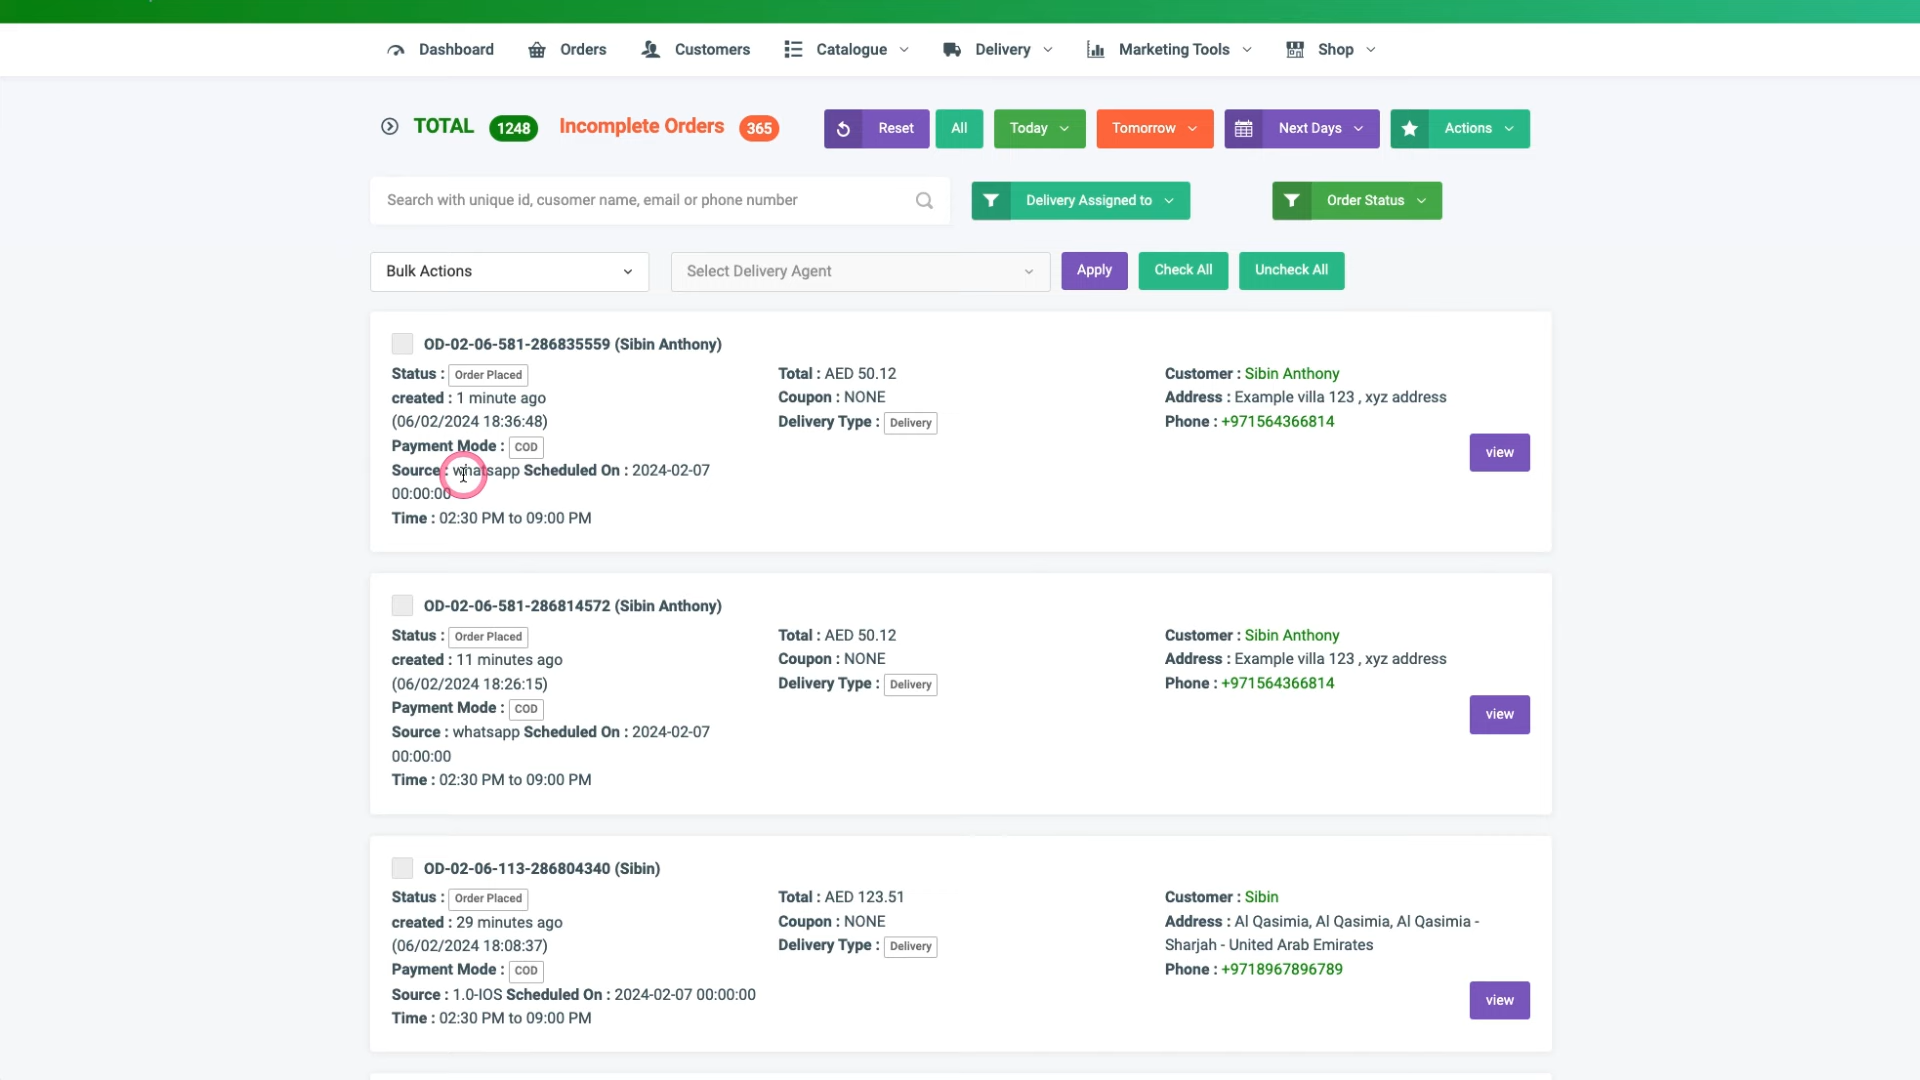 Dashboard Orders Customers Catalogue Delivery Marketing Tools Shop
TOTAL 1248 Incomplete Orders 365 Reset All Today Tomorrow Next Days Actions
Search with unique id, cusomer name, email or phone number Delivery Assigned to Order Status
Bulk Actions Select Delivery Agent Apply Check All Uncheck All
OD-02-06-581-286835559 (Sibin Anthony)
Status : Order Placed
created : 1 minute ago
(06/02/2024 18:36:48)
Payment Mode : COD
Source : whatsapp Scheduled On : 2024-02-07
00:00:00
Time : 02:30 PM to 09:00 PM
Total : AED 50.12
Coupon : NONE
Delivery Type : Delivery
Customer : Sibin Anthony
Address : Example villa 123 , xyz address
Phone : +971564366814
view
OD-02-06-581-286814572 (Sibin Anthony)
Status : Order Placed
created : 11 minutes ago
(06/02/2024 18:26:15)
Payment Mode : COD
Source : whatsapp Scheduled On : 2024-02-07
00:00:00
Time : 02:30 PM to 09:00 PM
Total : AED 50.12
Coupon : NONE
Delivery Type : Delivery
Customer : Sibin Anthony
Address : Example villa 123 , xyz address
Phone : +971564366814
view
OD-02-06-113-286804340 (Sibin)
Status : Order Placed
created : 29 minutes ago
(06/02/2024 18:08:37)
Payment Mode : COD
Source : 1.0-IOS Scheduled On : 2024-02-07 00:00:00
Time : 02:30 PM to 09:00 PM
Total : AED 123.51
Coupon : NONE
Delivery Type : Delivery
Customer : Sibin
Address : Al Qasimia, Al Qasimia, Al Qasimia -
Sharjah - United Arab Emirates
Phone : +9718967896789
view